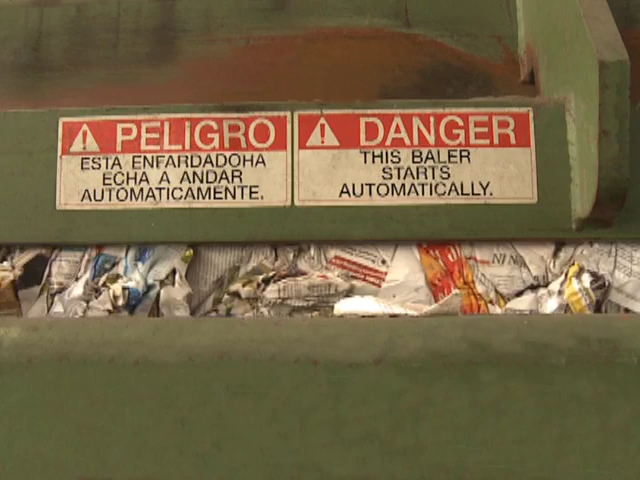 PELIGRO
ESTA ENFARDADOHA
ECHA A ANDAR
AUTOMATICAMENTE.
DANGER
THIS BALER
STARTS
AUTOMATICALLY.